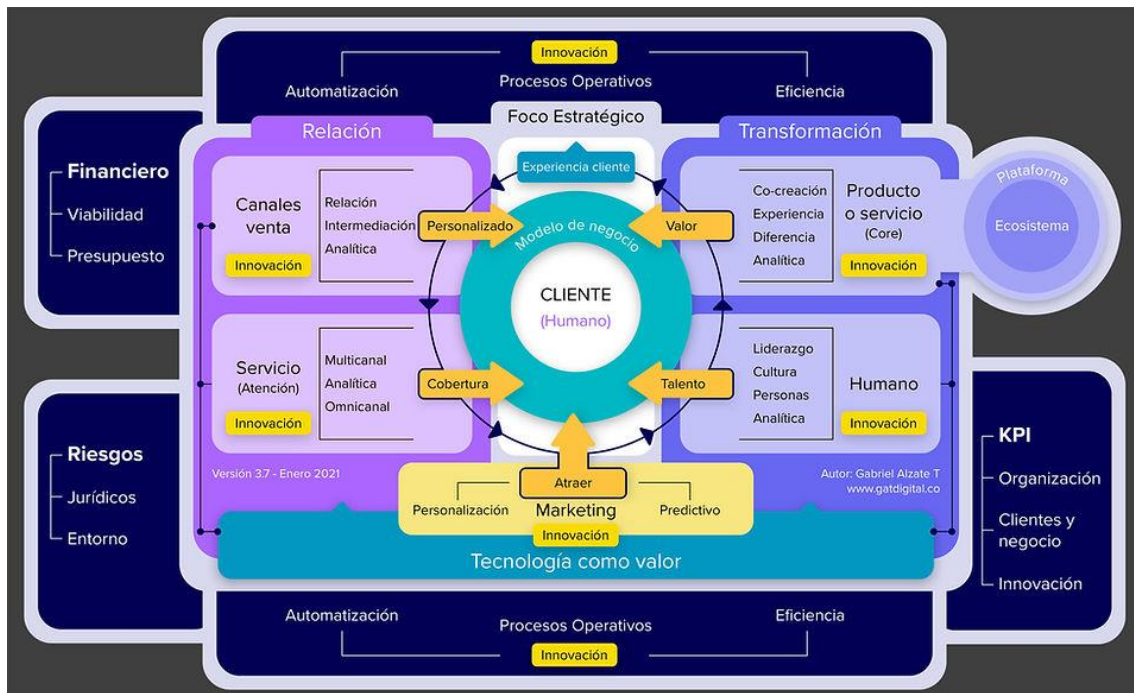 Innovación
Procesos Operativos
Automatización
Eficiencia
Financiero
Viabilidad
Presupuesto
Riesgos
Jurídicos
Entorno
Relación
Canales
venta
Innovación
Relación
Intermediación
Analítica
Personalizado
Servicio
(Atención)
Innovación
Multicanal
Analítica
Omnicanal
Cobertura
Versión 3.7 - Enero 2021
Foco Estratégico
Experiencia cliente
Modelo de negocio
CLIENTE
(Humano)
Transformación
Valor
Co-creación
Experiencia
Diferencia
Analítica
Producto
o servicio
(Core)
Innovación
Talento
Liderazgo
Cultura
Personas
Analítica
Humano
Innovación
Autor: Gabriel Alzate T
www.gatdigital.co
Plataforma
Ecosistema
KPI
Organización
Clientes y
negocio
Innovación
Atraer
Personalización
Marketing
Predictivo
Innovación
Tecnología como valor
Automatización
Procesos Operativos
Eficiencia
Innovación